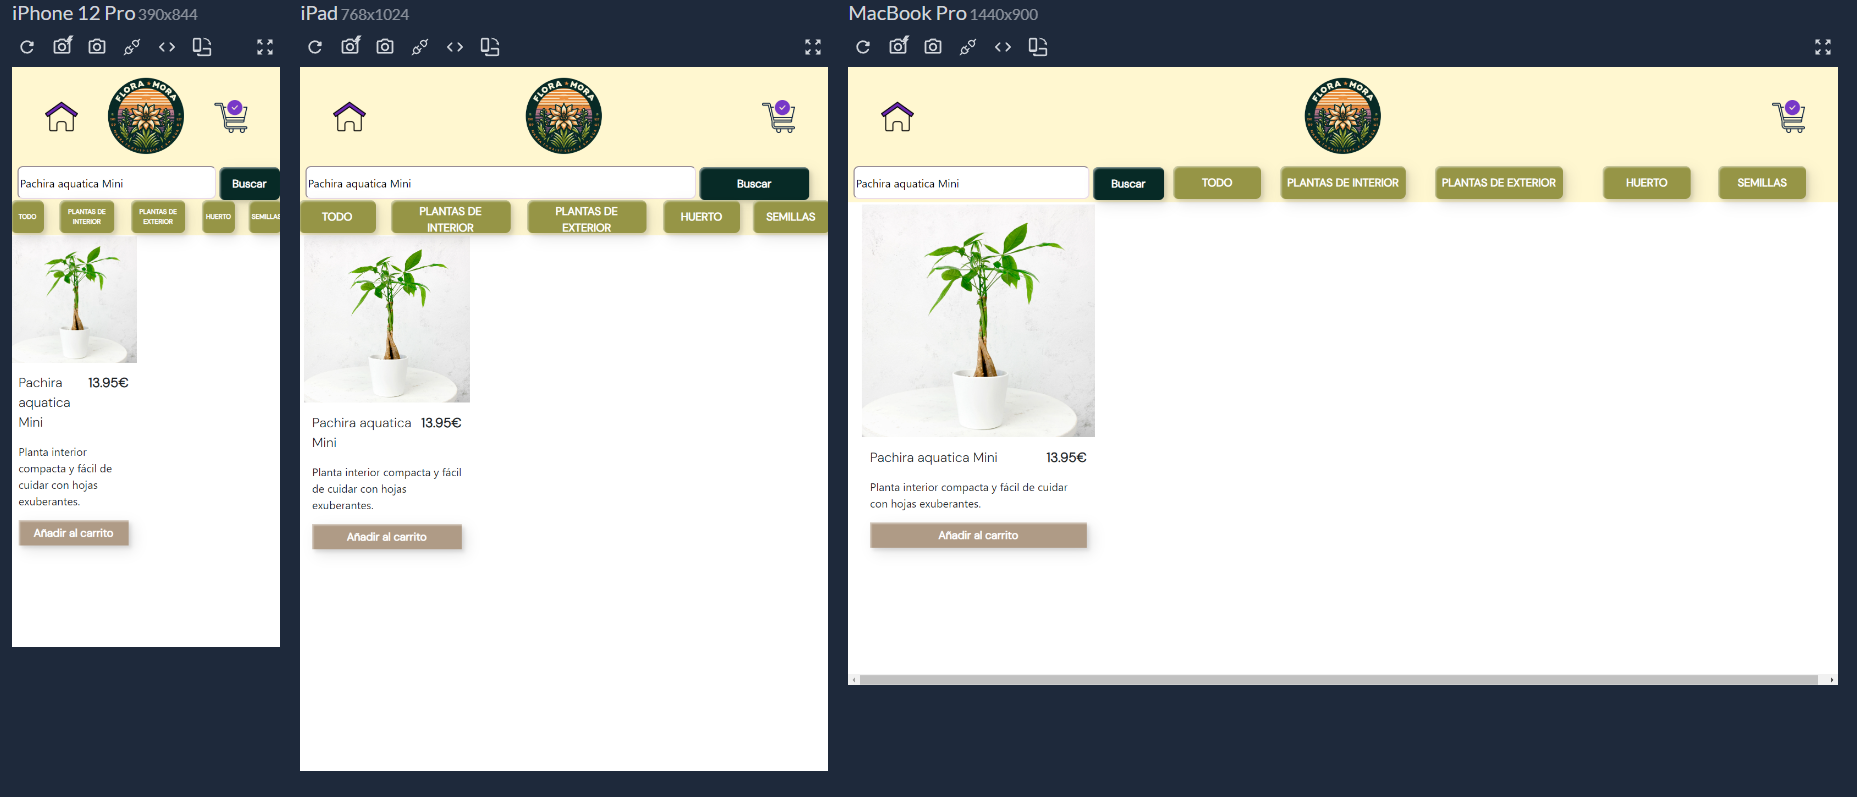 iPhone 12 Pro 390x844
FLORA ★ MORA
Pachira aquatica Mini
Buscar
TODO
PLANTAS DE
INTERIOR
PLANTAS DE
EXTERIOR
HUERTO
SEMILLAS
Pachira
aquatica
Mini
13.95€
Planta interior
compacta y fácil de
cuidar con hojas
exuberantes.
Añadir al carrito
iPad 768x1024
FLORA ★ MORA
Pachira aquatica Mini
Buscar
TODO
PLANTAS DE
INTERIOR
PLANTAS DE
EXTERIOR
HUERTO
SEMILLAS
Pachira aquatica
Mini
13.95€
Planta interior compacta y fácil
de cuidar con hojas
exuberantes.
Añadir al carrito
MacBook Pro 1440x900
FLORA ★ MORA
Pachira aquatica Mini
Buscar
TODO
PLANTAS DE INTERIOR
PLANTAS DE EXTERIOR
HUERTO
SEMILLAS
Pachira aquatica Mini
13.95€
Planta interior compacta y fácil de cuidar
con hojas exuberantes.
Añadir al carrito